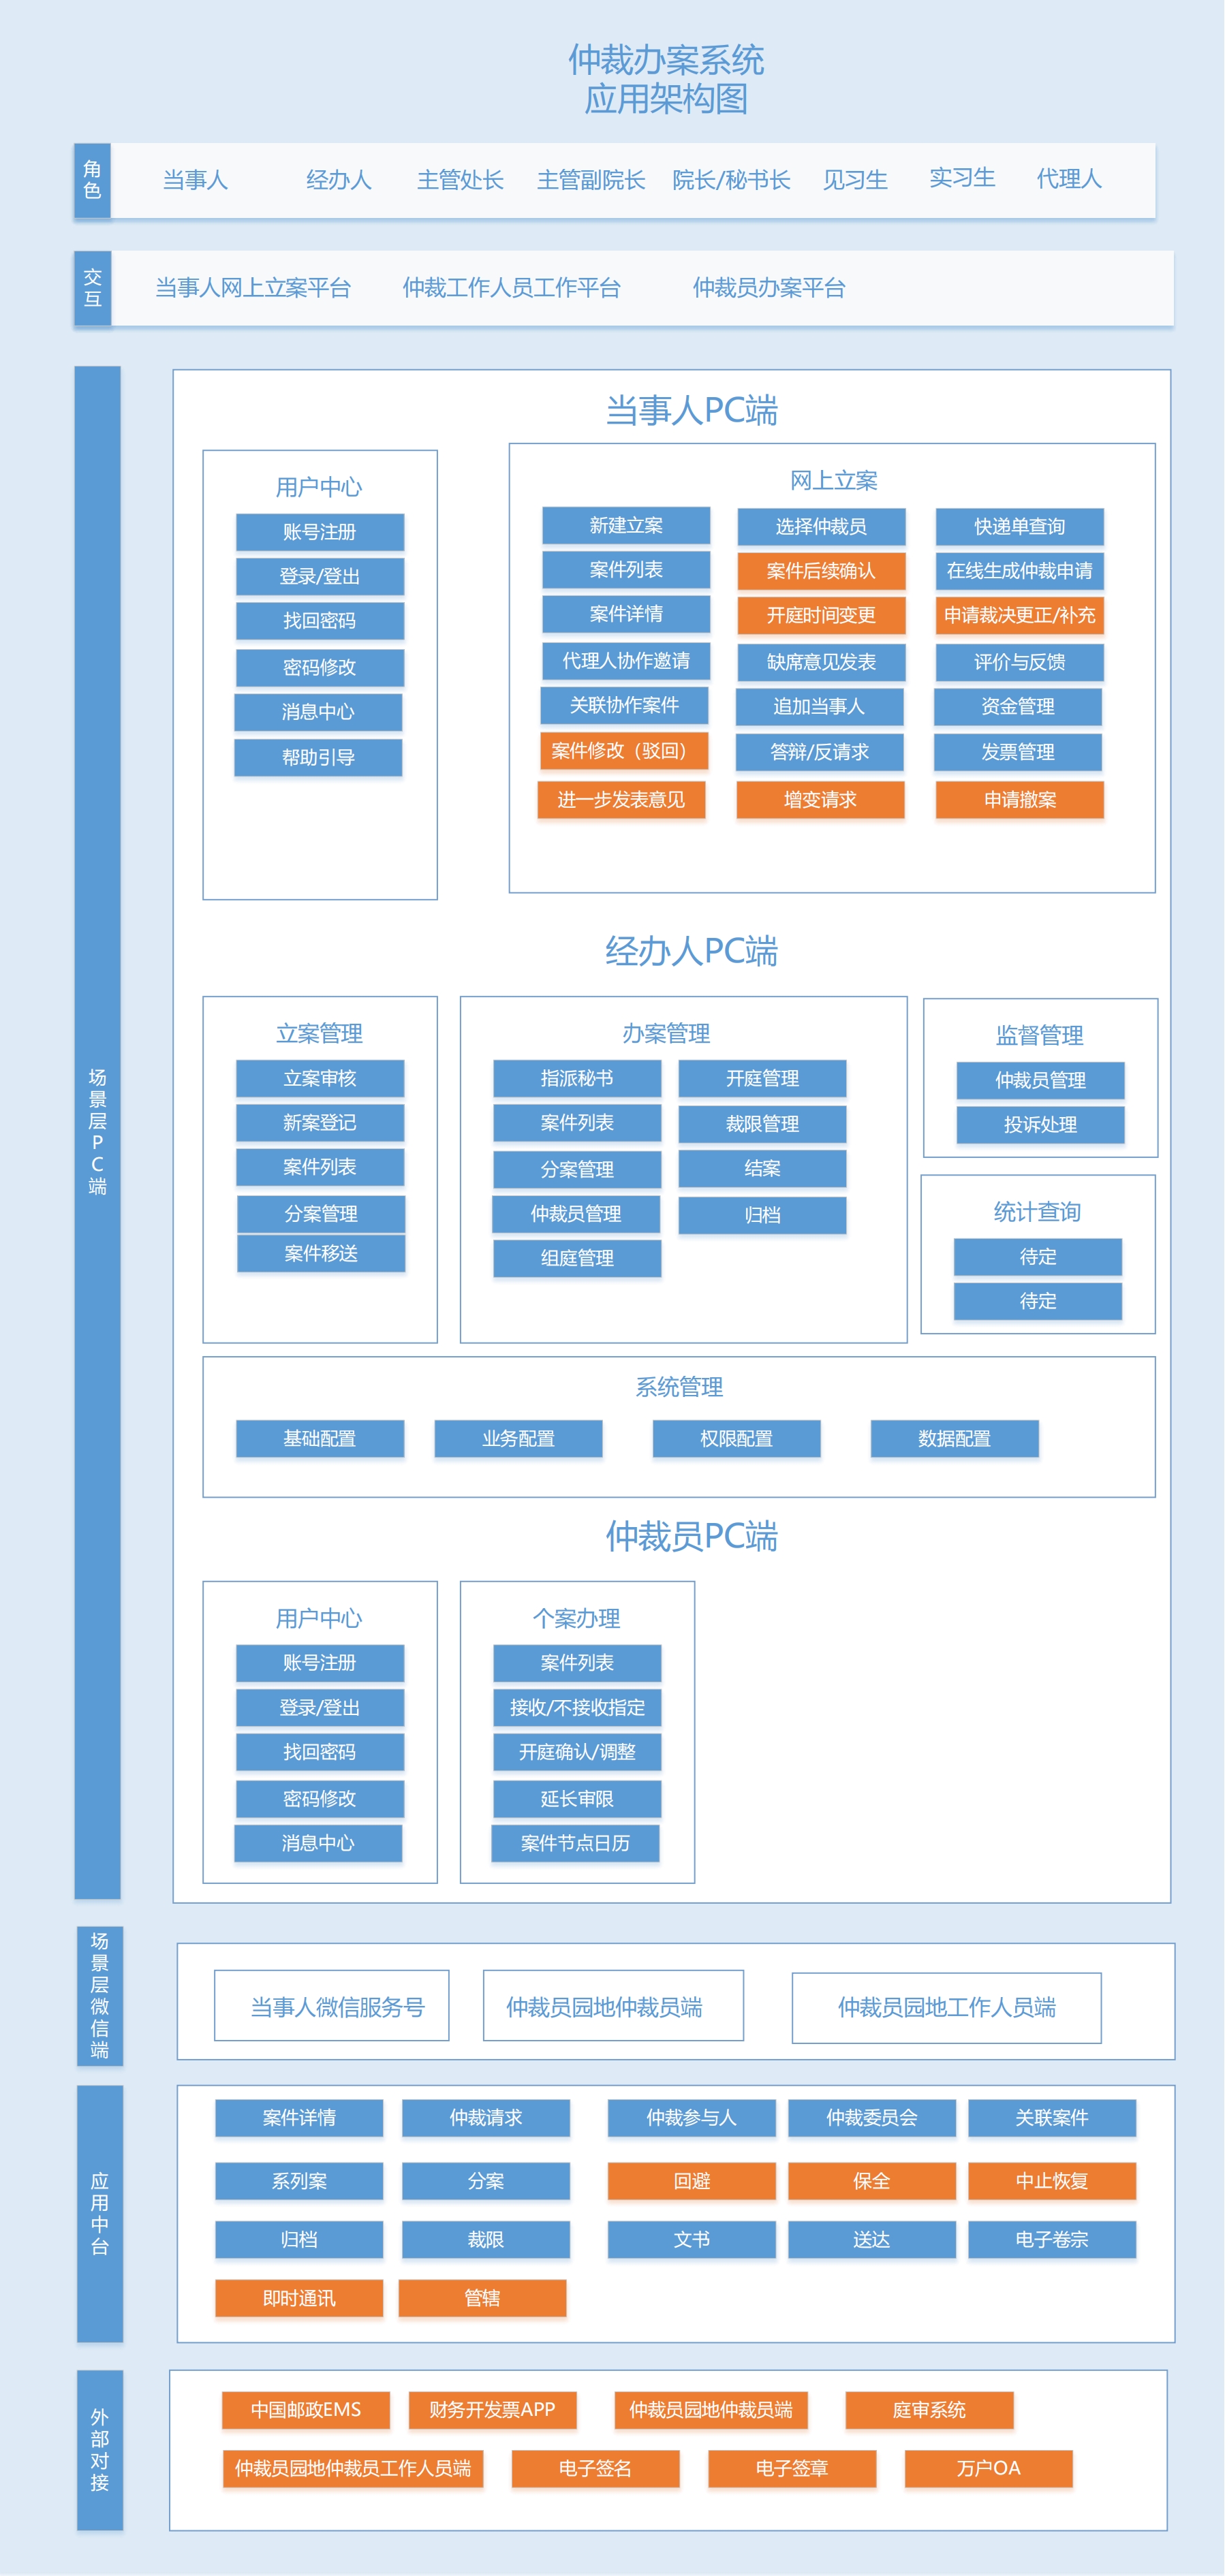 仲裁办案系统
应用架构图
角色
当事人 经办人 主管处长 主管副院长 院长/秘书长 见习生 实习生 代理人
交互
当事人网上立案平台 仲裁工作人员工作平台 仲裁员办案平台
场景层PC端
当事人PC端
用户中心
账号注册
登录/登出
找回密码
密码修改
消息中心
帮助引导
网上立案
新建立案 选择仲裁员 快递单查询
案件列表 案件后续确认 在线生成仲裁申请
案件详情 开庭时间变更 申请裁决更正/补充
代理人协作邀请 缺席意见发表 评价与反馈
关联协作案件 追加当事人 资金管理
案件修改（驳回） 答辩/反请求 发票管理
进一步发表意见 增变请求 申请撤案
经办人PC端
立案管理
立案审核
新案登记
案件列表
分案管理
案件移送
办案管理
指派秘书 开庭管理
案件列表 裁限管理
分案管理 结案
仲裁员管理 归档
组庭管理
监督管理
仲裁员管理
投诉处理
统计查询
待定
待定
系统管理
基础配置 业务配置 权限配置 数据配置
仲裁员PC端
用户中心
账号注册
登录/登出
找回密码
密码修改
消息中心
个案办理
案件列表
接收/不接收指定
开庭确认/调整
延长审限
案件节点日历
场景层微信端
当事人微信服务号 仲裁员园地仲裁员端 仲裁员园地工作人员端
应用中台
案件详情 仲裁请求 仲裁参与人 仲裁委员会 关联案件
系列案 分案 回避 保全 中止恢复
归档 裁限 文书 送达 电子卷宗
即时通讯 管辖
外部对接
中国邮政EMS 财务开发票APP 仲裁员园地仲裁员端 庭审系统
仲裁员园地仲裁员工作人员端 电子签名 电子签章 万户OA